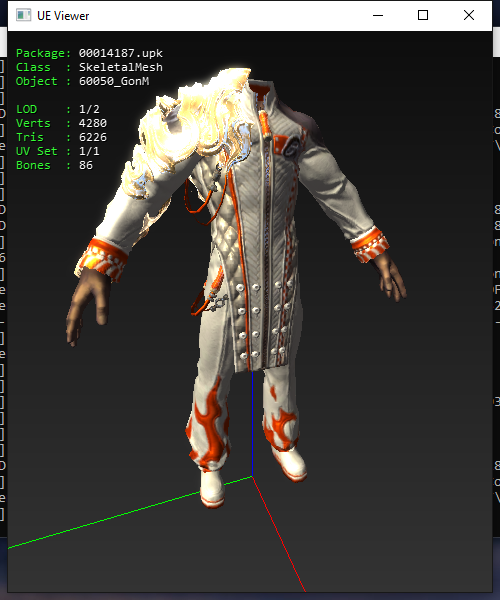 UE Viewer
Package: 00014187.upk
Class : SkeletalMesh
Object : 60050_GonM
LOD : 1/2
Verts : 4280
Tris : 6226
UV Set : 1/1
Bones : 86